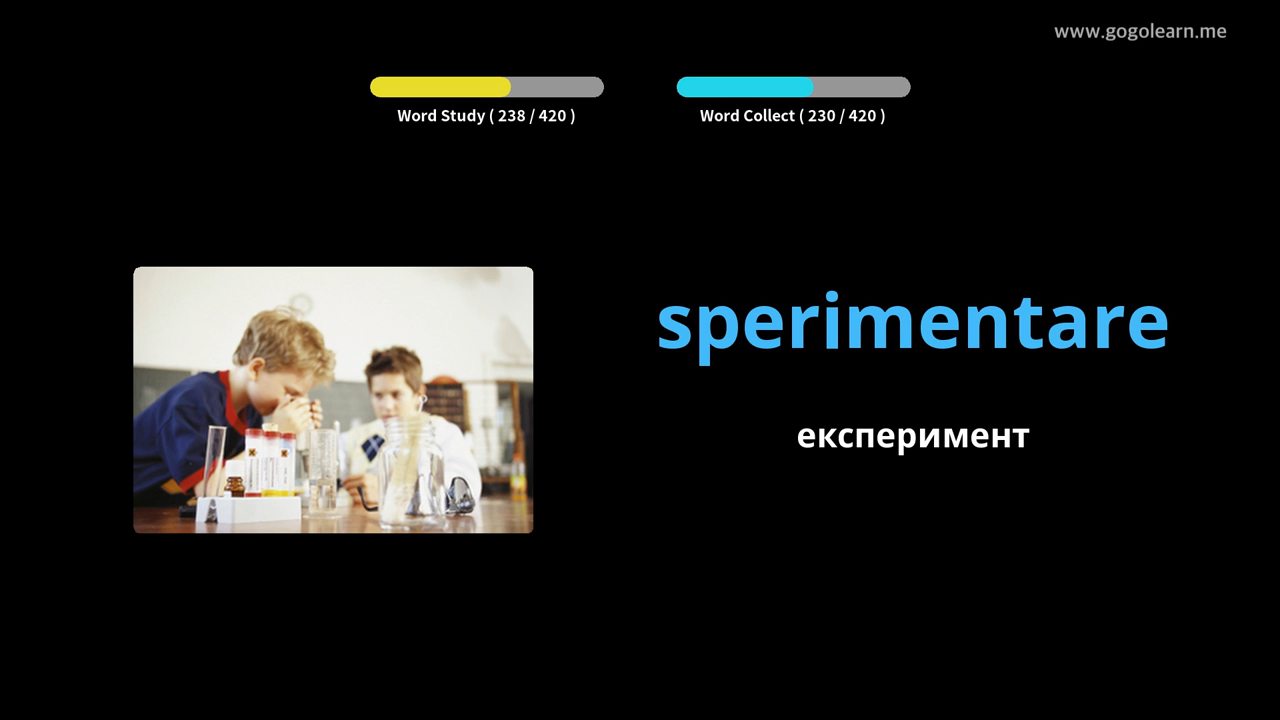 www.gogolearn.me
Word Study ( 238 / 420 )
Word Collect ( 230 / 420 )
sperimentare
експеримент